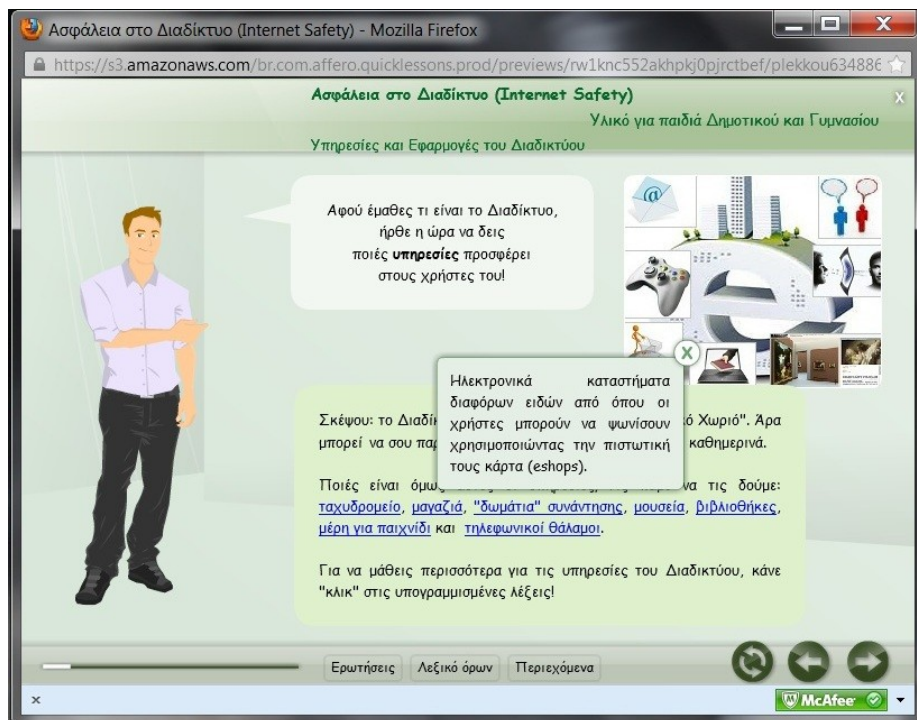 Ασφάλεια στο Διαδίκτυο (Internet Safety) - Mozilla Firefox
https://s3.amazonaws.com/br.com.affero.quicklessons.prod/previews/rw1knc552akhpkj0pjrctbef/plekkou634886
Ασφάλεια στο Διαδίκτυο (Internet Safety)
Υλικό για παιδιά Δημοτικού και Γυμνασίου
Υπηρεσίες και Εφαρμογές του Διαδικτύου
Αφού έμαθες τι είναι το Διαδίκτυο,
ήρθε η ώρα να δεις
ποιές υπηρεσίες προσφέρει
στους χρήστες του!
Ηλεκτρονικά καταστήματα
διαφόρων ειδών από όπου οι
χρήστες μπορούν να ψωνίσουν
χρησιμοποιώντας την πιστωτική
τους κάρτα (eshops).
Σκέψου: το Διαδί Χωριό". Άρα
μπορεί να σου καθημερινά.
Ποιές είναι όμως να τις δούμε:
ταχυδρομείο, μαγαζιά, "δωμάτια" συνάντησης, μουσεία, βιβλιοθήκες,
μέρη για παιχνίδι και τηλεφωνικοί θάλαμοι.
Για να μάθεις περισσότερα για τις υπηρεσίες του Διαδικτύου, κάνε
"κλικ" στις υπογραμμισμένες λέξεις!
Ερωτήσεις Λεξικό όρων Περιεχόμενα
McAfee